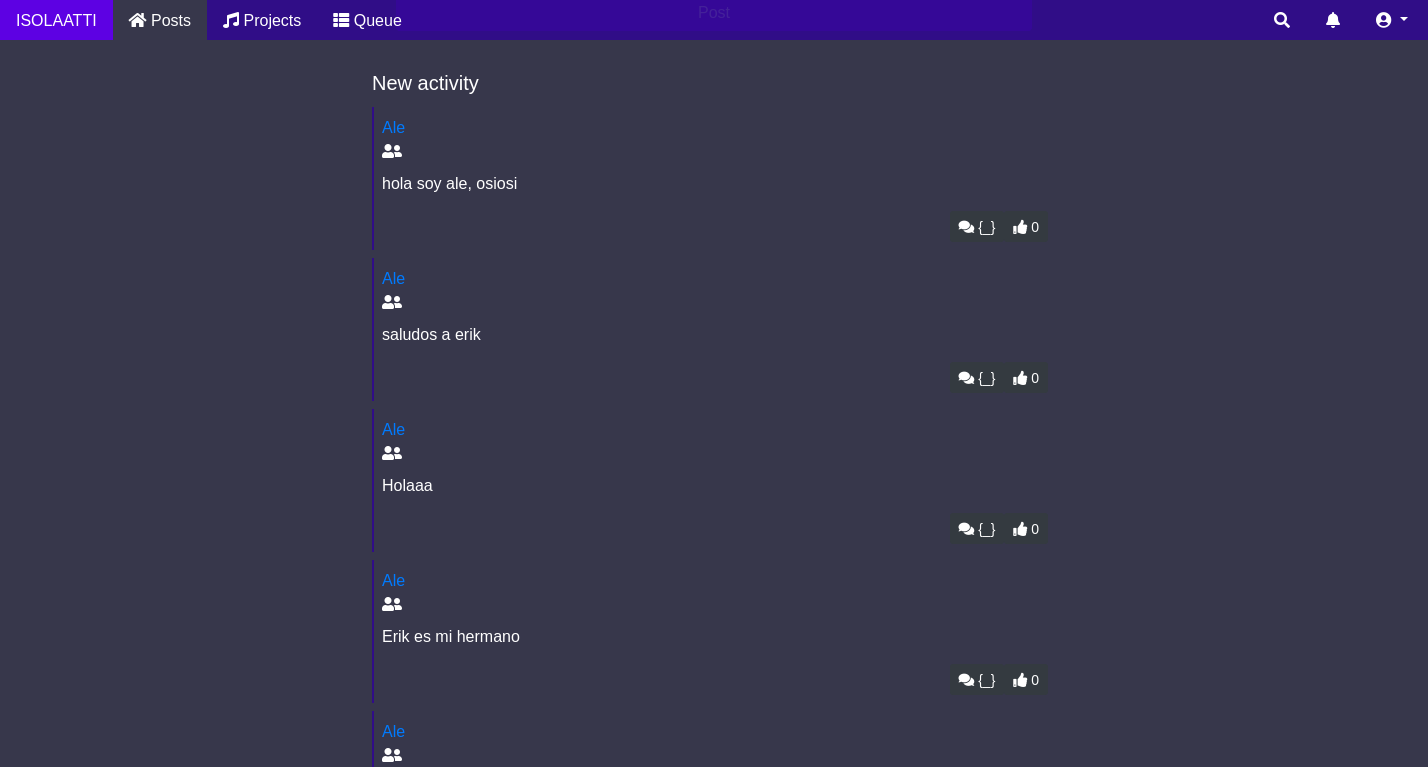 ISOLAATTI Posts Projects Queue Post
New activity
Ale
hola soy ale, osiosi
{_} 0
Ale
saludos a erik
{_} 0
Ale
Holaaa
{_} 0
Ale
Erik es mi hermano
{_} 0
Ale